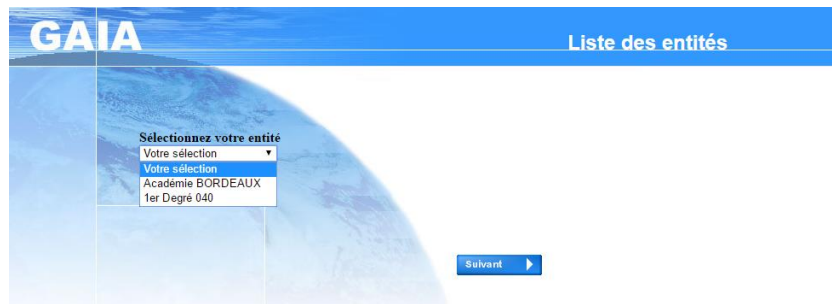 GAIA
Liste des entités
Sélectionnez votre entité
Votre sélection
Votre sélection
Académie BORDEAUX
1er Degré 040
Suivant